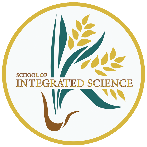 SCHOOL OF
INTEGRATED SCIENCE